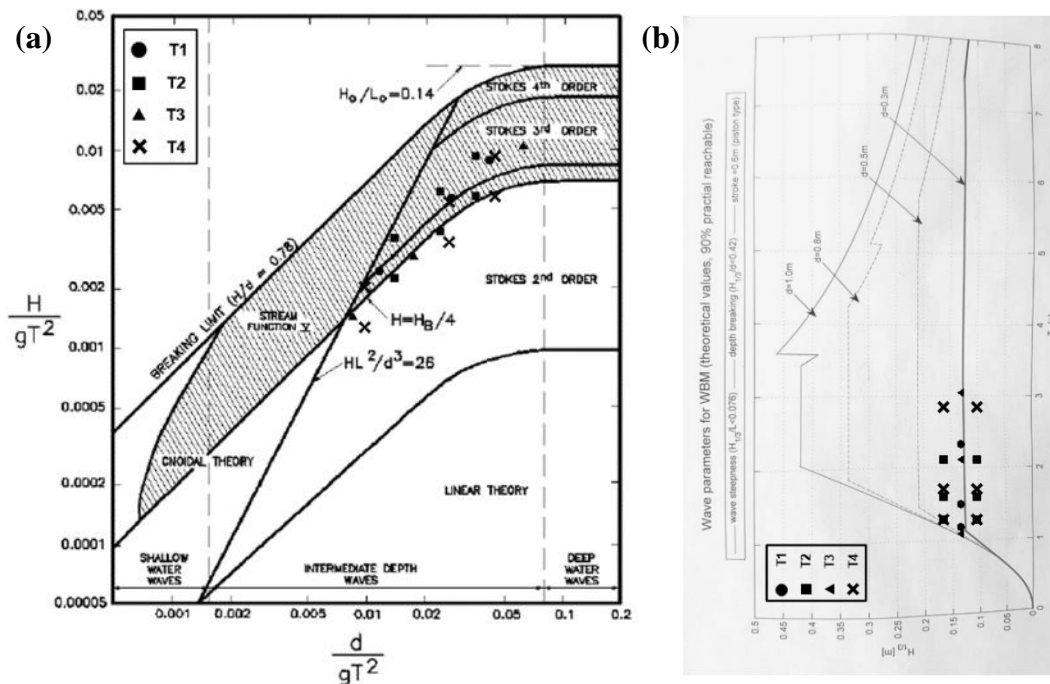 (a)
T1
T2
T3
T4
0.05
0.02
0.01
0.005
0.002
0.001
0.0005
0.0002
0.0001
0.00005
H
gT²
Hₒ/Lₒ=0.14
STOKES 4th ORDER
STOKES 3rd ORDER
STOKES 2nd ORDER
BREAKING LIMIT (H/d = 0.78)
STREAM
FUNCTION V
H=H_B/4
HL²/d³=26
CNOIDAL THEORY
LINEAR THEORY
SHALLOW
WATER
WAVES
INTERMEDIATE DEPTH
WAVES
DEEP
WATER
WAVES
0.001
0.002
0.005
0.01
0.02
0.05
0.1
0.2
d
gT²
(b)
Wave parameters for WBM (theoretical values, 90% practial reachable)
wave steepness (H1/3/L<0.076)
depth breaking (H1/3/d<0.42)
stroke =0.6m (piston type)
d=1.0m
d=0.8m
d=0.5m
d=0.3m
T1
T2
T3
T4
0.5
0.45
0.4
0.35
0.3
0.25
0.2
0.15
0.1
0.05
0
H1/3 [m]
0
1
2
3
4
5
6
7
8